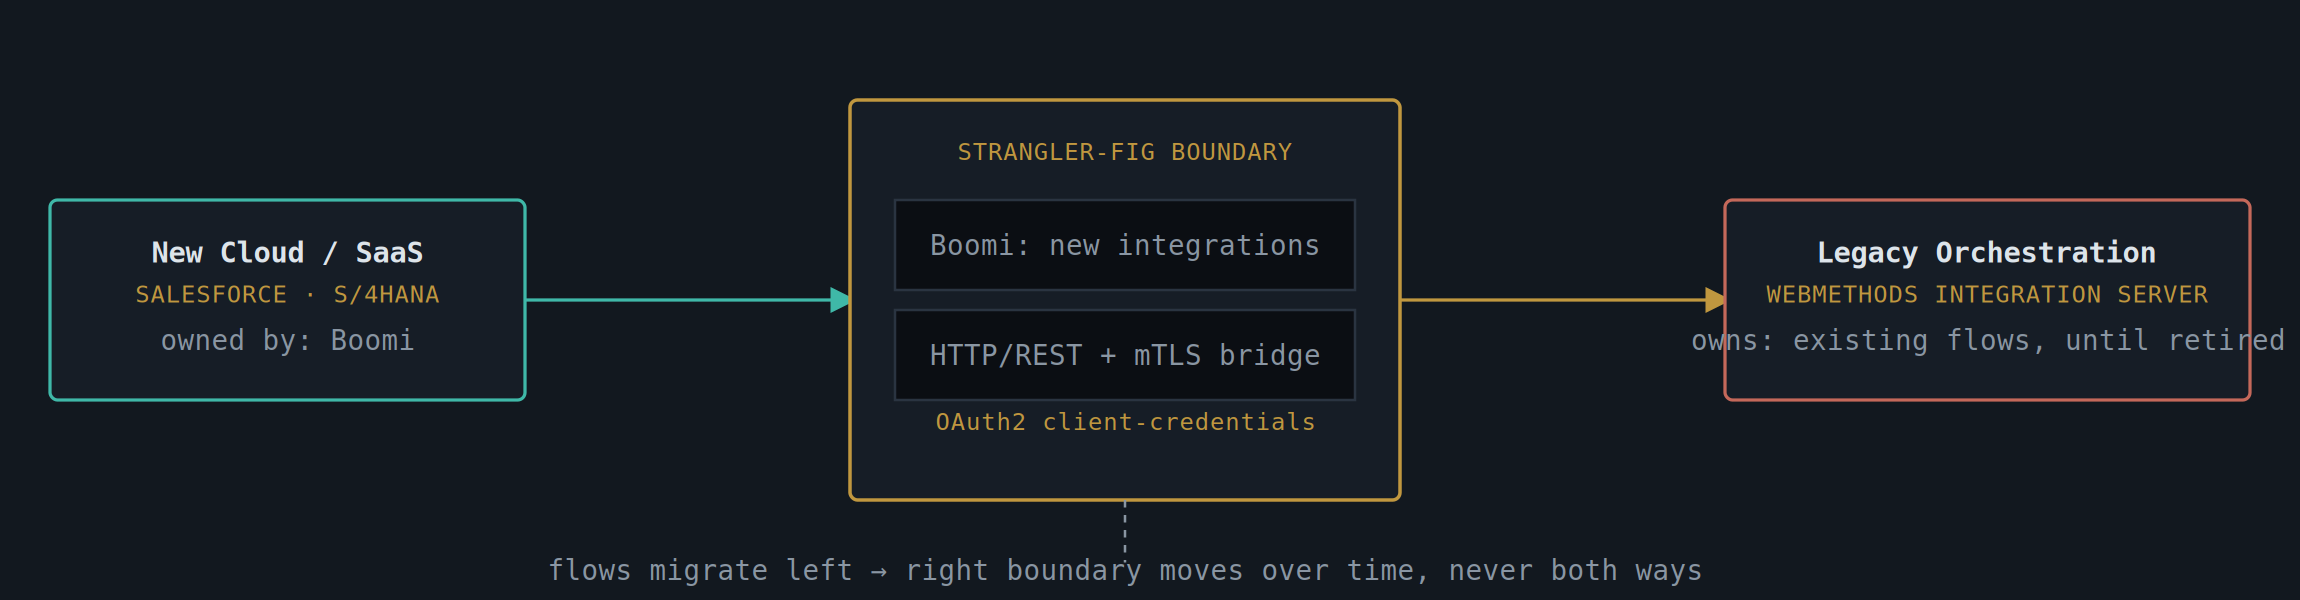 New Cloud / SaaS
SALESFORCE · S/4HANA
owned by: Boomi
STRANGLER-FIG BOUNDARY
Boomi: new integrations
HTTP/REST + mTLS bridge
OAuth2 client-credentials
Legacy Orchestration
WEBMETHODS INTEGRATION SERVER
owns: existing flows, until retired
flows migrate left → right boundary moves over time, never both ways